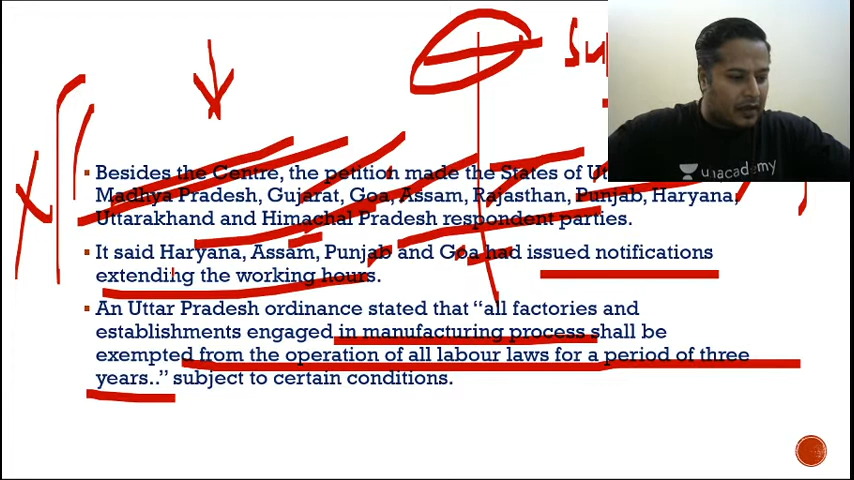 unacademy
Besides the Centre, the petition made the States of
Madhya Pradesh, Gujarat, Goa, Assam, Rajasthan, Punjab, Haryana,
Uttarakhand and Himachal Pradesh respondent parties.
It said Haryana, Assam, Punjab and Goa had issued notifications
extending the working hours.
An Uttar Pradesh ordinance stated that “all factories and
establishments engaged in manufacturing process shall be
exempted from the operation of all labour laws for a period of three
years..” subject to certain conditions.